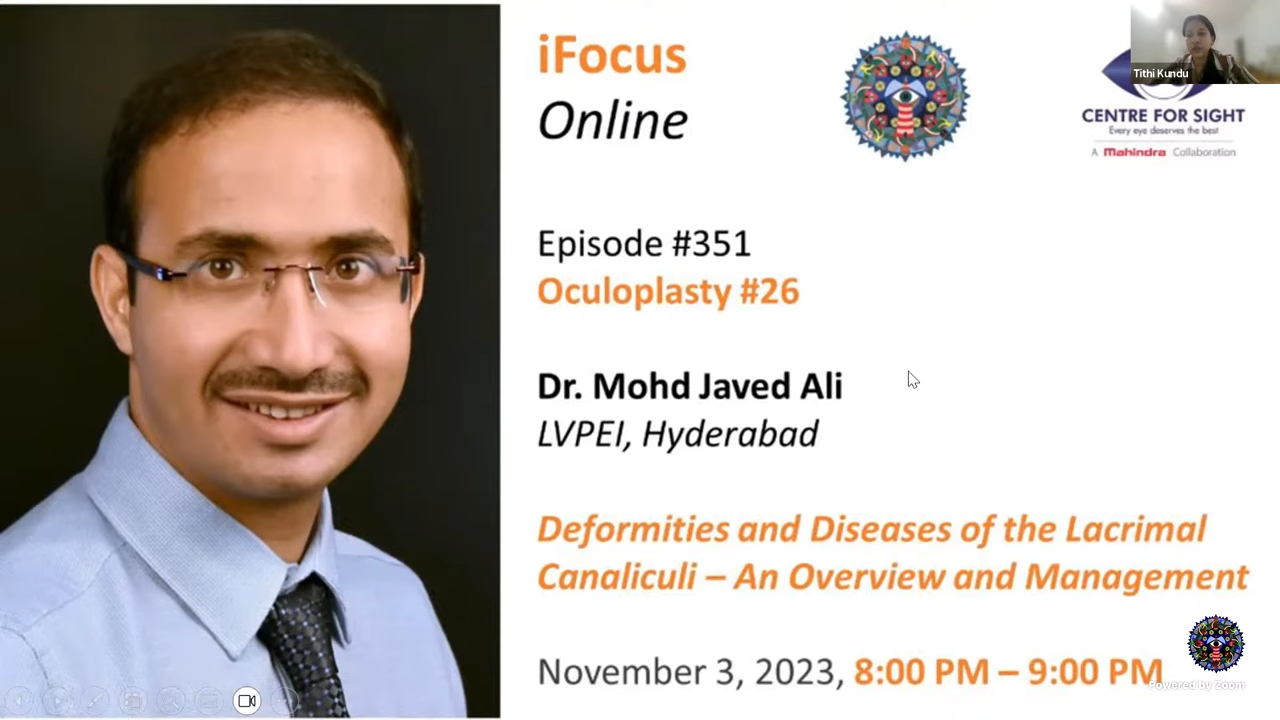 iFocus
Online
Tithi Kundu
CENTRE FOR SIGHT
Every eye deserves the best
A Mahindra Collaboration
Episode #351
Oculoplasty #26
Dr. Mohd Javed Ali
LVPEI, Hyderabad
Deformities and Diseases of the Lacrimal
Canaliculi – An Overview and Management
November 3, 2023, 8:00 PM – 9:00 PM
Powered by Zoom